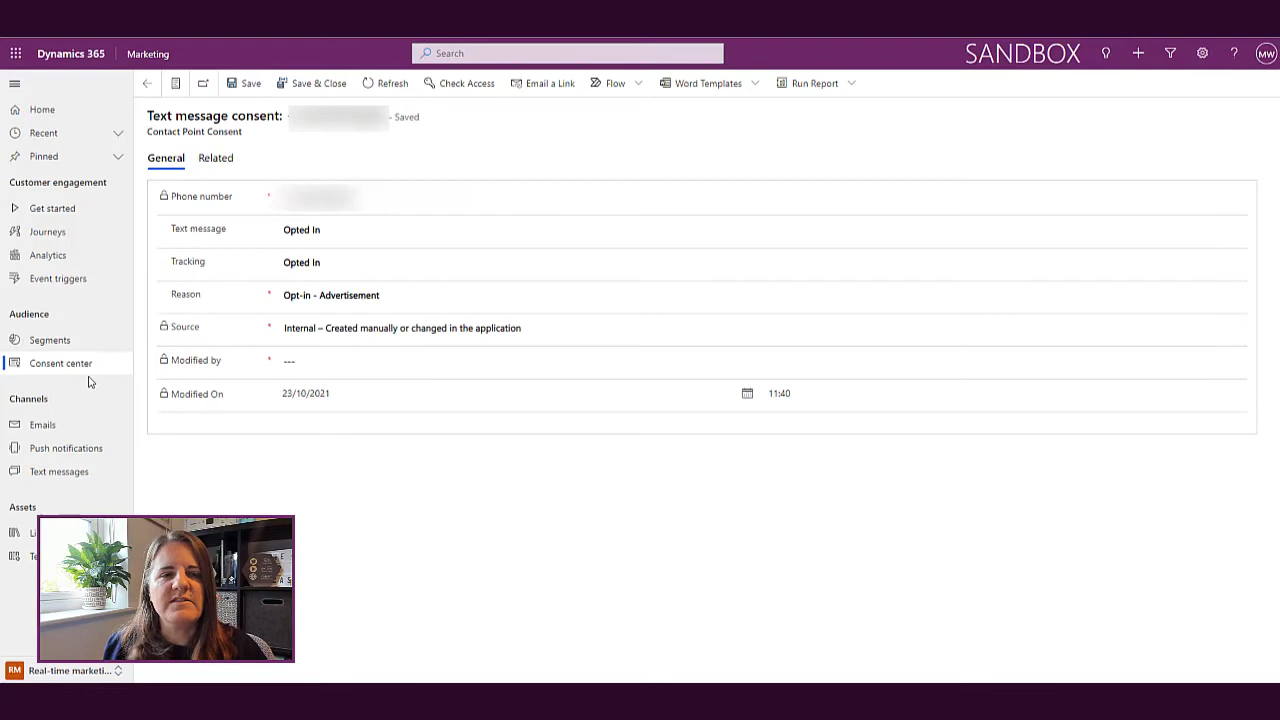 Dynamics 365 Marketing Search SANDBOX MW
Save Save & Close Refresh Check Access Email a Link Flow Word Templates Run Report
Home
Recent
Pinned
Customer engagement
Get started
Journeys
Analytics
Event triggers
Audience
Segments
Consent center
Channels
Emails
Push notifications
Text messages
Assets
RM Real-time marketi...
Text message consent: - Saved
Contact Point Consent
General Related
Phone number *
Text message Opted In
Tracking Opted In
Reason * Opt-in - Advertisement
Source * Internal – Created manually or changed in the application
Modified by * ---
Modified On 23/10/2021 11:40